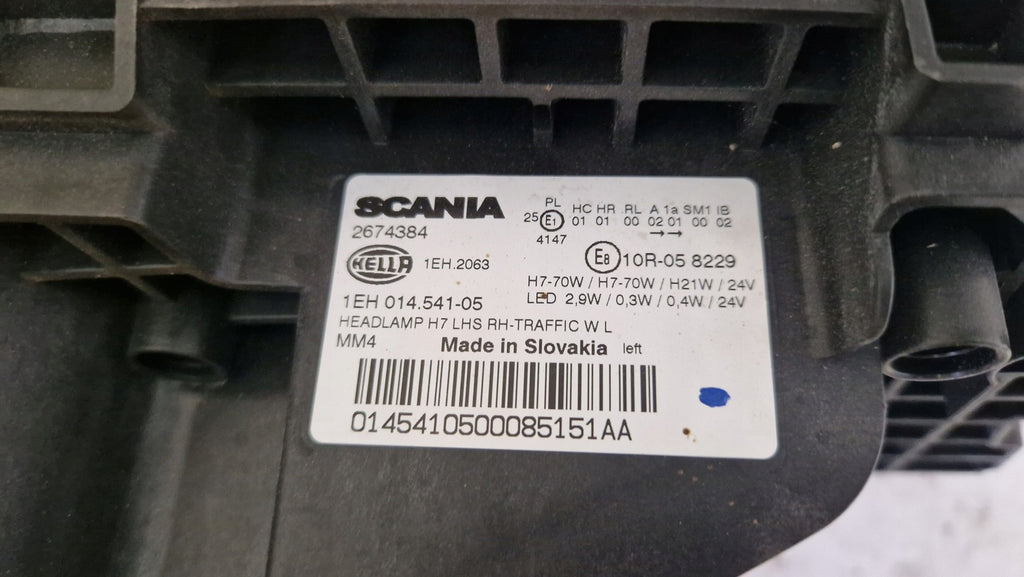 SCANIA
2674384
HELLA 1EH.2063
1EH 014.541-05
HEADLAMP H7 LHS RH-TRAFFIC W L
MM4 Made in Slovakia left
PL HC HR RL A 1a SM1 IB
25 E1 01 01 00 02 01 00 02
4147 →→
E8 10R-05 8229
H7-70W / H7-70W / H21W / 24V
LED 2,9W / 0,3W / 0,4W / 24V
0145410500085151AA